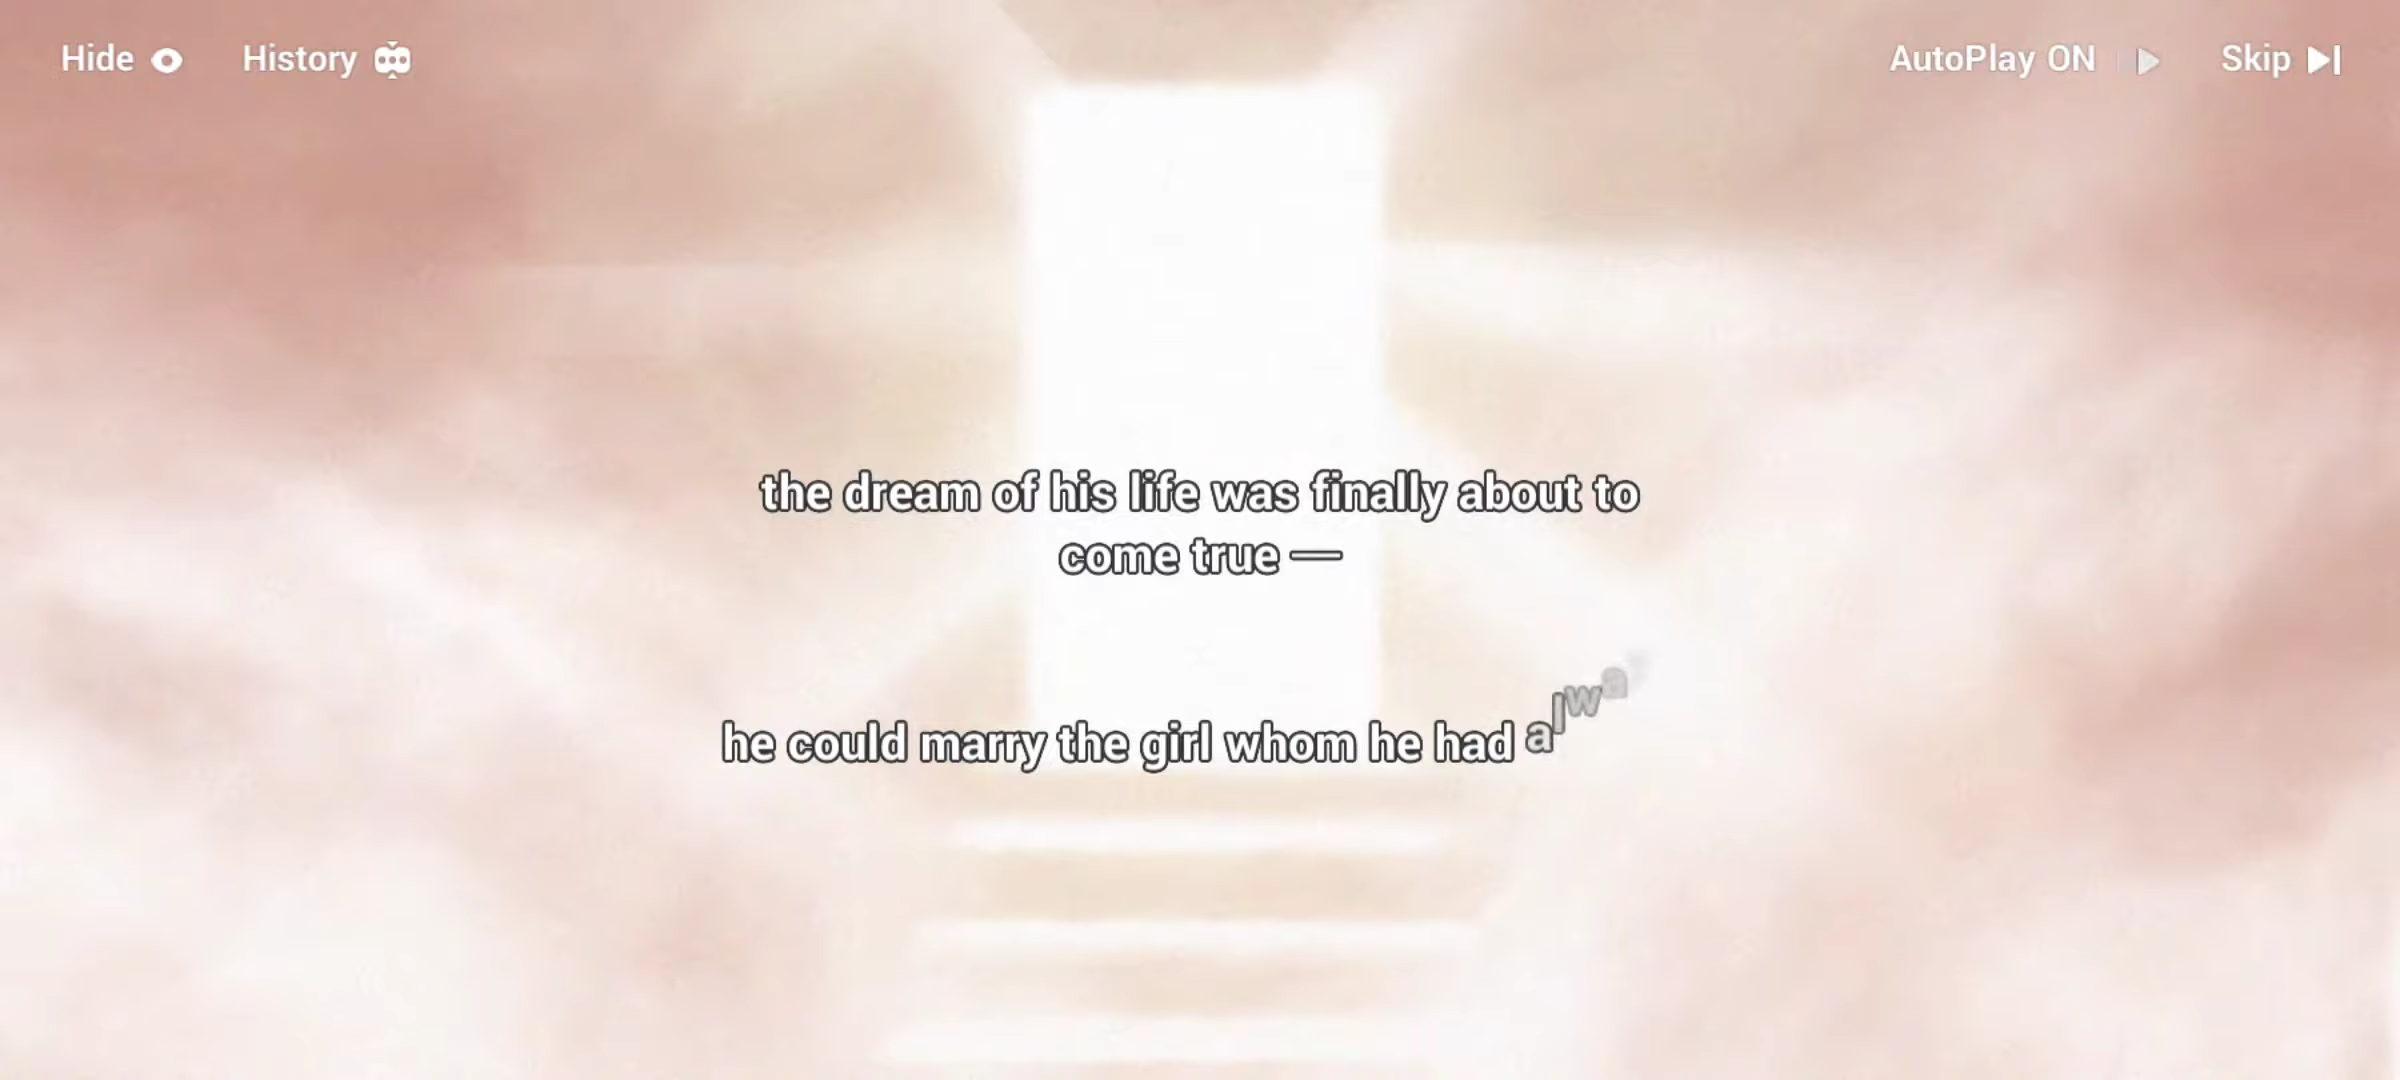 Hide
History
AutoPlay ON
Skip
the dream of his life was finally about to
come true —
he could marry the girl whom he had alwa